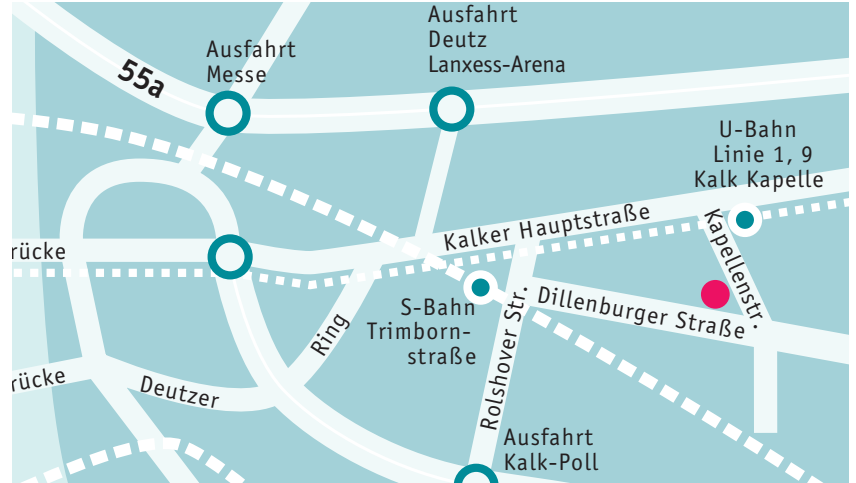 Ausfahrt
Deutz
Lanxess-Arena
Ausfahrt
Messe
55a
U-Bahn
Linie 1, 9
Kalk Kapelle
Kalker Hauptstraße
Kapellenstr.
rücke
S-Bahn
Trimborn-
straße
Dillenburger Straße
Rolshover Str.
Ring
rücke
Deutzer
Ausfahrt
Kalk-Poll